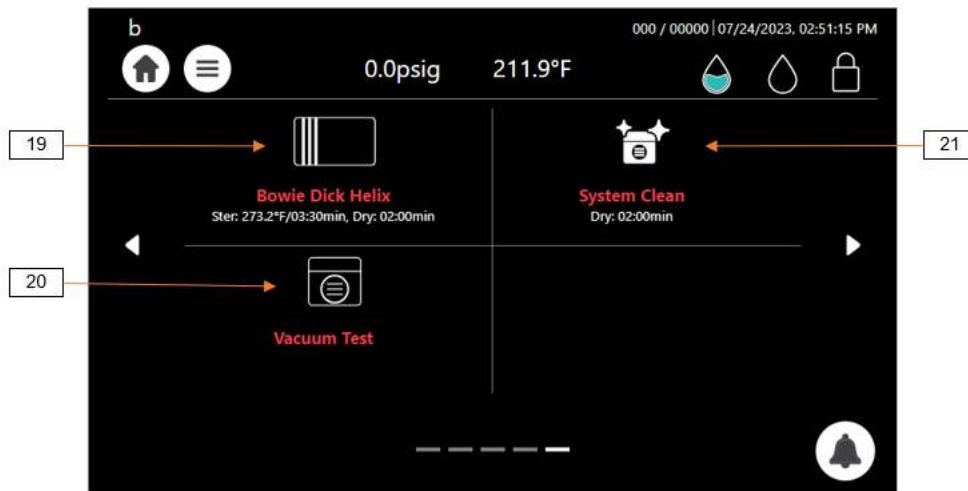 b
000 / 00000 | 07/24/2023, 02:51:15 PM
0.0psig 211.9°F
19
21
Bowie Dick Helix
Ster: 273.2°F/03:30min, Dry: 02:00min
System Clean
Dry: 02:00min
20
Vacuum Test